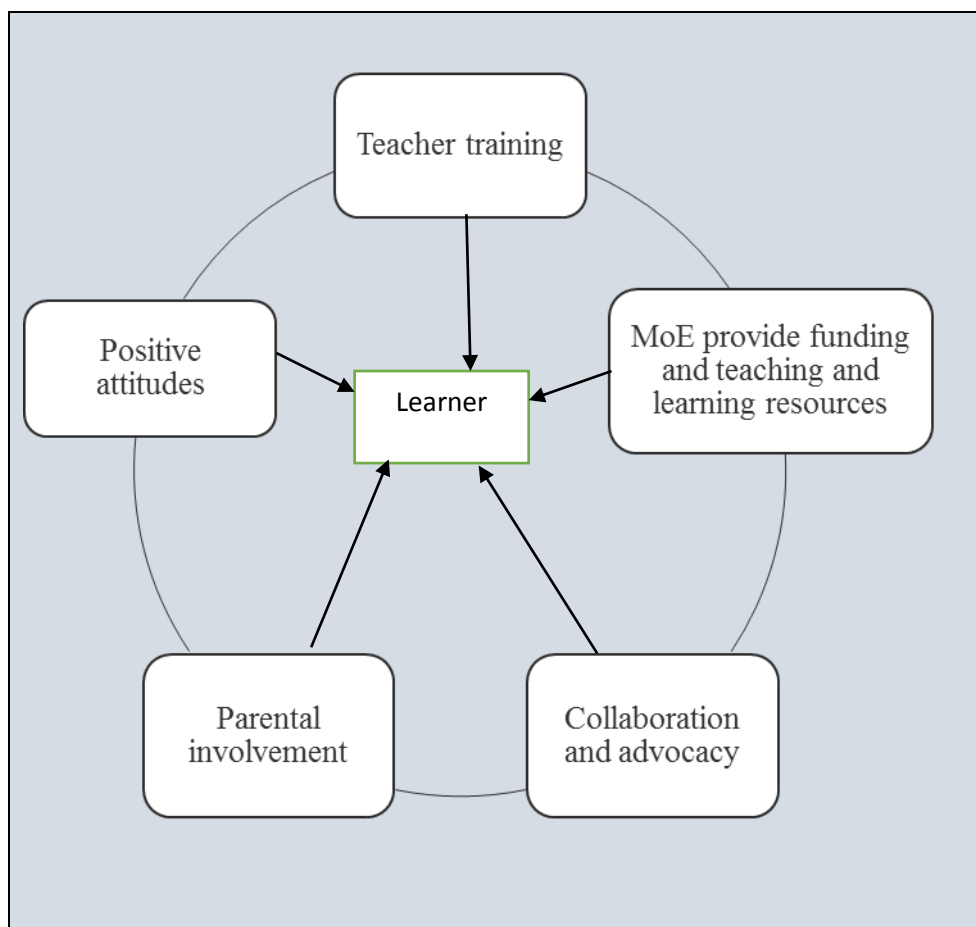 Teacher training
Positive
attitudes
MoE provide funding
and teaching and
learning resources
Learner
Parental
involvement
Collaboration
and advocacy